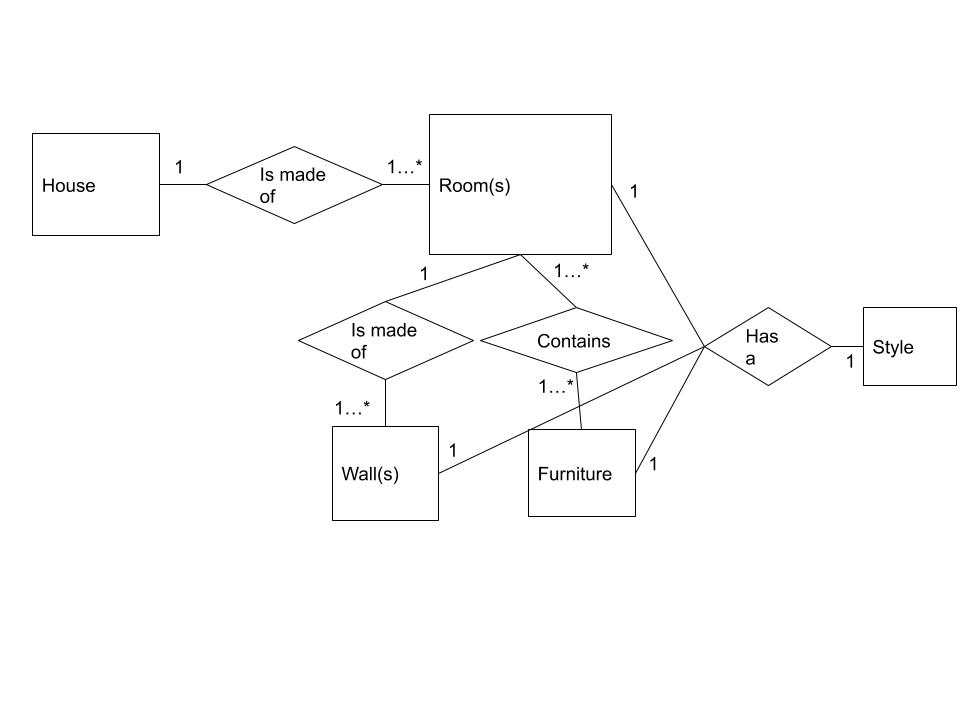 House
1
Is made
of
1…*
Room(s)
1
1
1…*
Is made
of
Contains
Has
a
1
Style
1…*
1…*
Wall(s)
1
Furniture
1